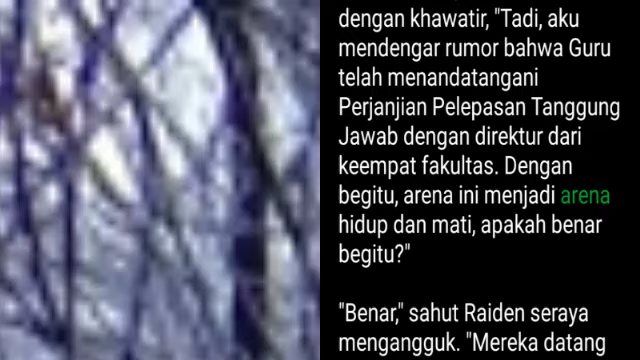 dengan khawatir, "Tadi, aku
mendengar rumor bahwa Guru
telah menandatangani
Perjanjian Pelepasan Tanggung
Jawab dengan direktur dari
keempat fakultas. Dengan
begitu, arena ini menjadi arena
hidup dan mati, apakah benar
begitu?"
"Benar," sahut Raiden seraya
mengangguk. "Mereka datang